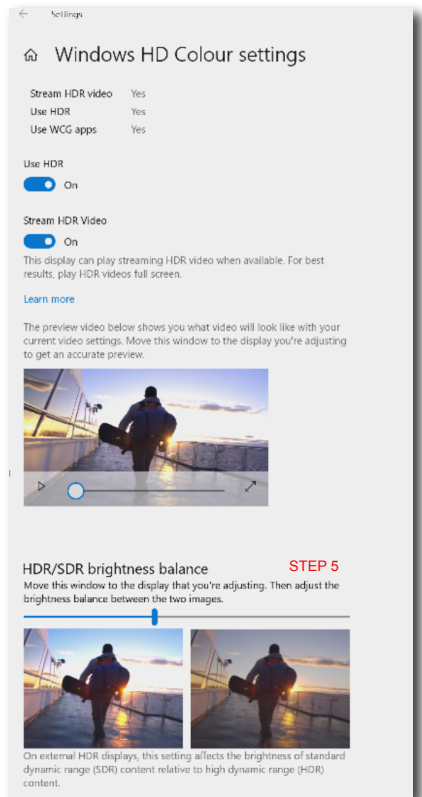 Settings
Windows HD Colour settings
Stream HDR video Yes
Use HDR Yes
Use WCG apps Yes
Use HDR
On
Stream HDR Video
On
This display can play streaming HDR video when available. For best
results, play HDR videos full screen.
Learn more
The preview video below shows you what video will look like with your
current video settings. Move this window to the display you're adjusting
to get an accurate preview.
HDR/SDR brightness balance STEP 5
Move this window to the display that you're adjusting. Then adjust the
brightness balance between the two images.
On external HDR displays, this setting affects the brightness of standard
dynamic range (SDR) content relative to high dynamic range (HDR)
content.